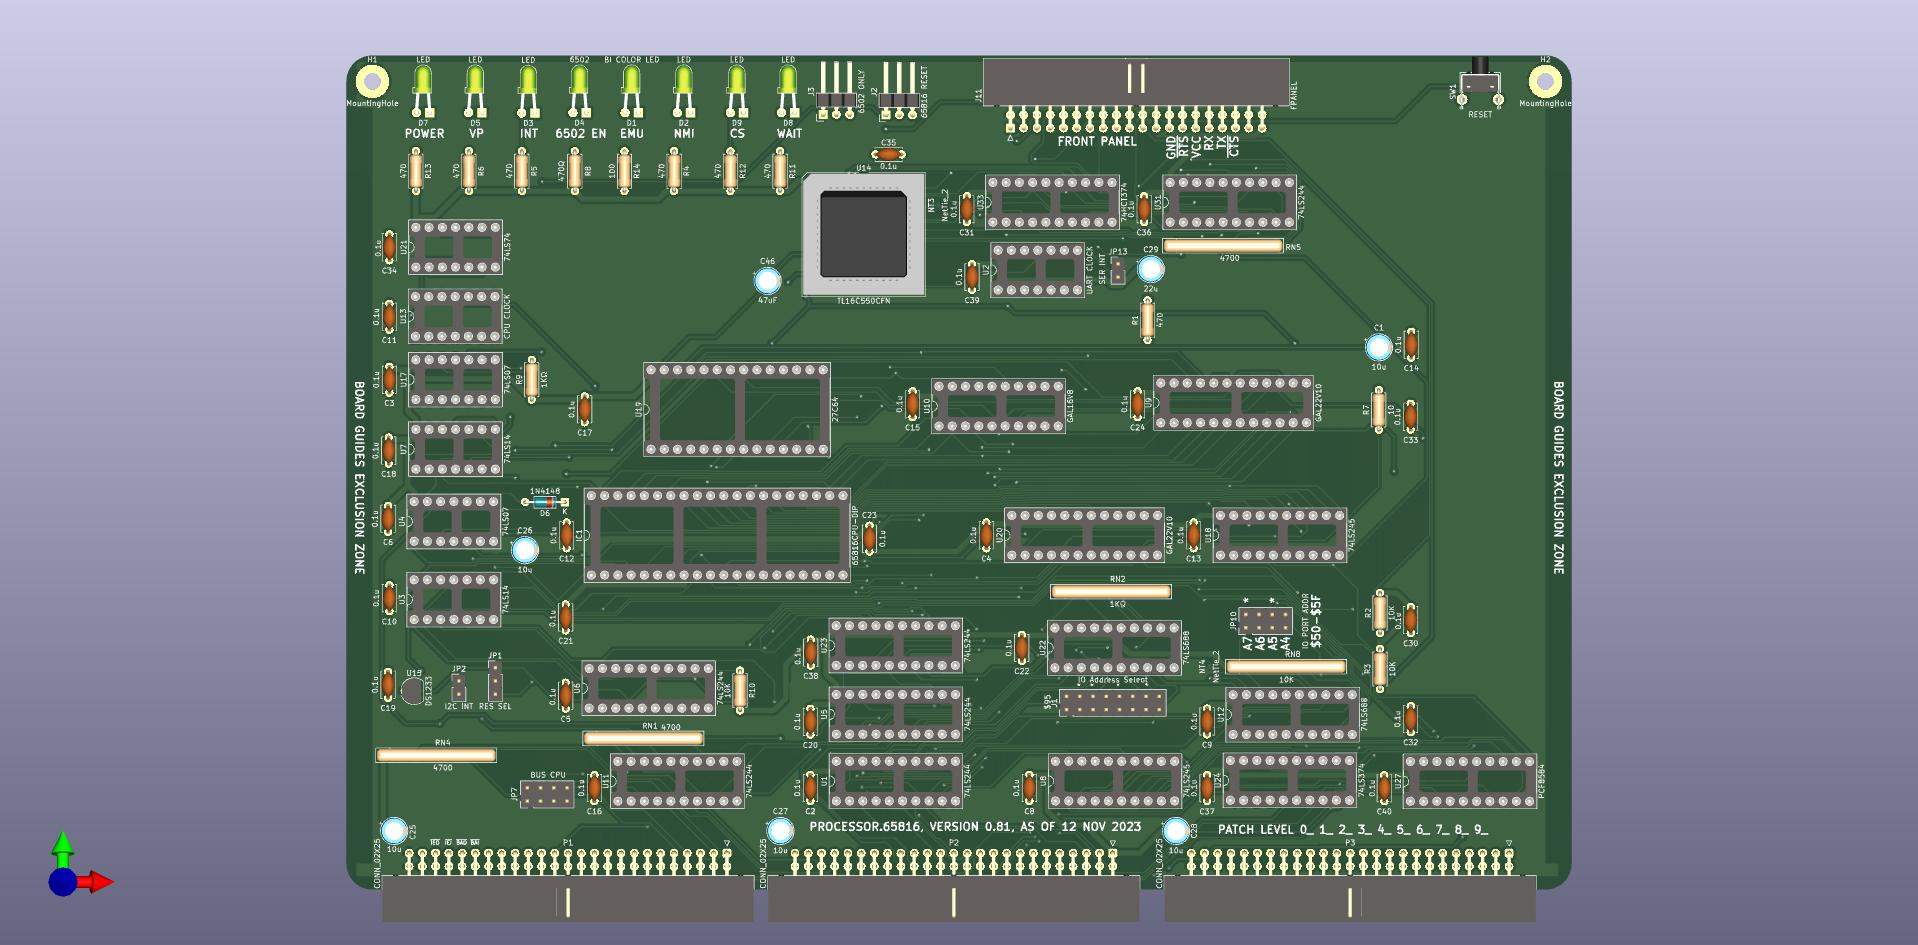 H1
MountingHole
LED
LED
LED
6502
BI COLOR LED
LED
LED
LED
D7
D5
D3
D4
D1
D2
D9
D8
POWER
VP
INT
6502 EN
EMU
NMI
CS
WAIT
J3
6502 ONLY
J2
65816 RESET
J11
FPANEL
FRONT PANEL
GND
RTS
VCC
RX
TX
CTS
SW1
RESET
H2
MountingHole
470
R13
470
R6
470
R5
470Ω
R8
100
R14
470
R4
470
R12
470
R11
C35
0.1u
U14
TL16C550CFN
NT3
NetTie_2
0.1u
C31
U33
74HCT374
0.1u
C36
U31
74LS244
RN5
4700
0.1u
C34
U21
74LS74
C46
47uF
0.1u
C39
U2
UART CLOCK
JP13
SER INT
C29
22u
R1
470
0.1u
C11
U13
CPU CLOCK
C1
10u
0.1u
C14
0.1u
C3
U17
74LS07
R9
1KΩ
0.1u
C17
U19
27C64
0.1u
C15
U10
GAL16V8
0.1u
C24
U9
GAL22V10
R7
10
0.1u
C33
0.1u
C18
U7
74LS14
BOARD GUIDES EXCLUSION ZONE
BOARD GUIDES EXCLUSION ZONE
0.1u
C6
U4
74LS07
1N4148
D6
K
C26
10u
0.1u
C12
IC1
65816CPU-DIP
C23
0.1u
0.1u
C4
U20
GAL22V10
0.1u
C13
U18
74LS245
0.1u
C10
U3
74LS14
0.1u
C21
RN2
1KΩ
0.1u
C38
U23
74LS244
0.1u
C22
U22
74LS688
JP10
* *
A7
A6
A5
A4
IO PORT ADDR
$50-$5F
R2
10K
0.1u
C30
0.1u
C19
U15
DS1233
JP2
I2C INT
JP1
RES SEL
0.1u
C5
U6
74LS244
10K
R10
NT4
NetTie_2
RN8
10K
R3
10K
IO Address Select
$95
J1
0.1u
C20
U5
74LS244
0.1u
C9
U12
74LS688
0.1u
C32
RN1 4700
RN4
4700
BUS CPU
JP7
0.1u
C16
U11
74LS244
0.1u
C2
U1
74LS244
0.1u
C8
U8
74LS245
0.1u
C37
U24
74LS374
0.1u
C40
U27
PCF8584
C25
10u
C27
10u
C28
10u
PROCESSOR.65816, VERSION 0.81, AS OF 12 NOV 2023
PATCH LEVEL 0_ 1_ 2_ 3_ 4_ 5_ 6_ 7_ 8_ 9_
P1
P2
P3
CONN_02X25
CONN_02X25
CONN_02X25